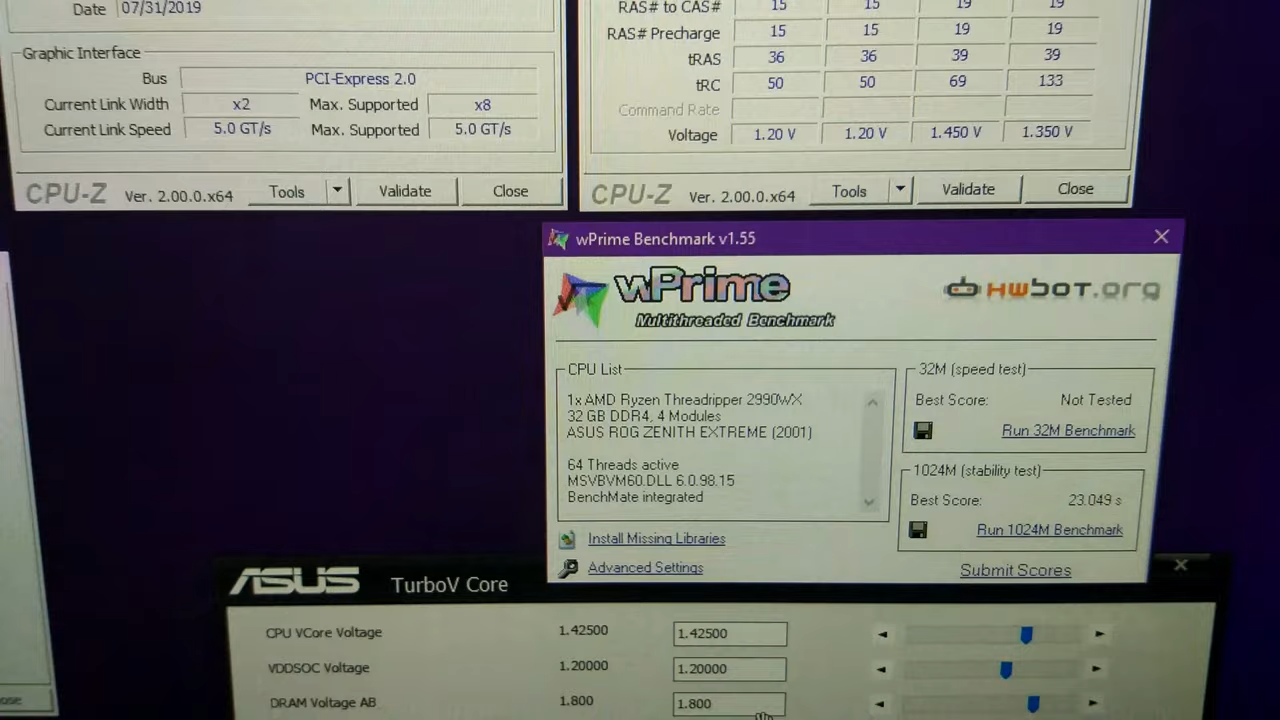 Date 07/31/2019
Graphic Interface
Bus PCI-Express 2.0
Current Link Width x2 Max. Supported x8
Current Link Speed 5.0 GT/s Max. Supported 5.0 GT/s
CPU-Z Ver. 2.00.0.x64 Tools Validate Close
RAS# to CAS# 15 15 19 19
RAS# Precharge 15 15 19 19
tRAS 36 36 39 39
tRC 50 50 69 133
Command Rate
Voltage 1.20 V 1.20 V 1.450 V 1.350 V
CPU-Z Ver. 2.00.0.x64 Tools Validate Close
wPrime Benchmark v1.55
wPrime
Multithreaded Benchmark
HWBOT.org
CPU List
1x AMD Ryzen Threadripper 2990WX
32 GB DDR4, 4 Modules
ASUS ROG ZENITH EXTREME (2001)
64 Threads active
MSVBVM60.DLL 6.0.98.15
BenchMate integrated
Install Missing Libraries
Advanced Settings
32M (speed test)
Best Score: Not Tested
Run 32M Benchmark
1024M (stability test)
Best Score: 23.049 s
Run 1024M Benchmark
Submit Scores
ASUS TurboV Core
CPU VCore Voltage 1.42500 1.42500
VDDSOC Voltage 1.20000 1.20000
DRAM Voltage AB 1.800 1.800